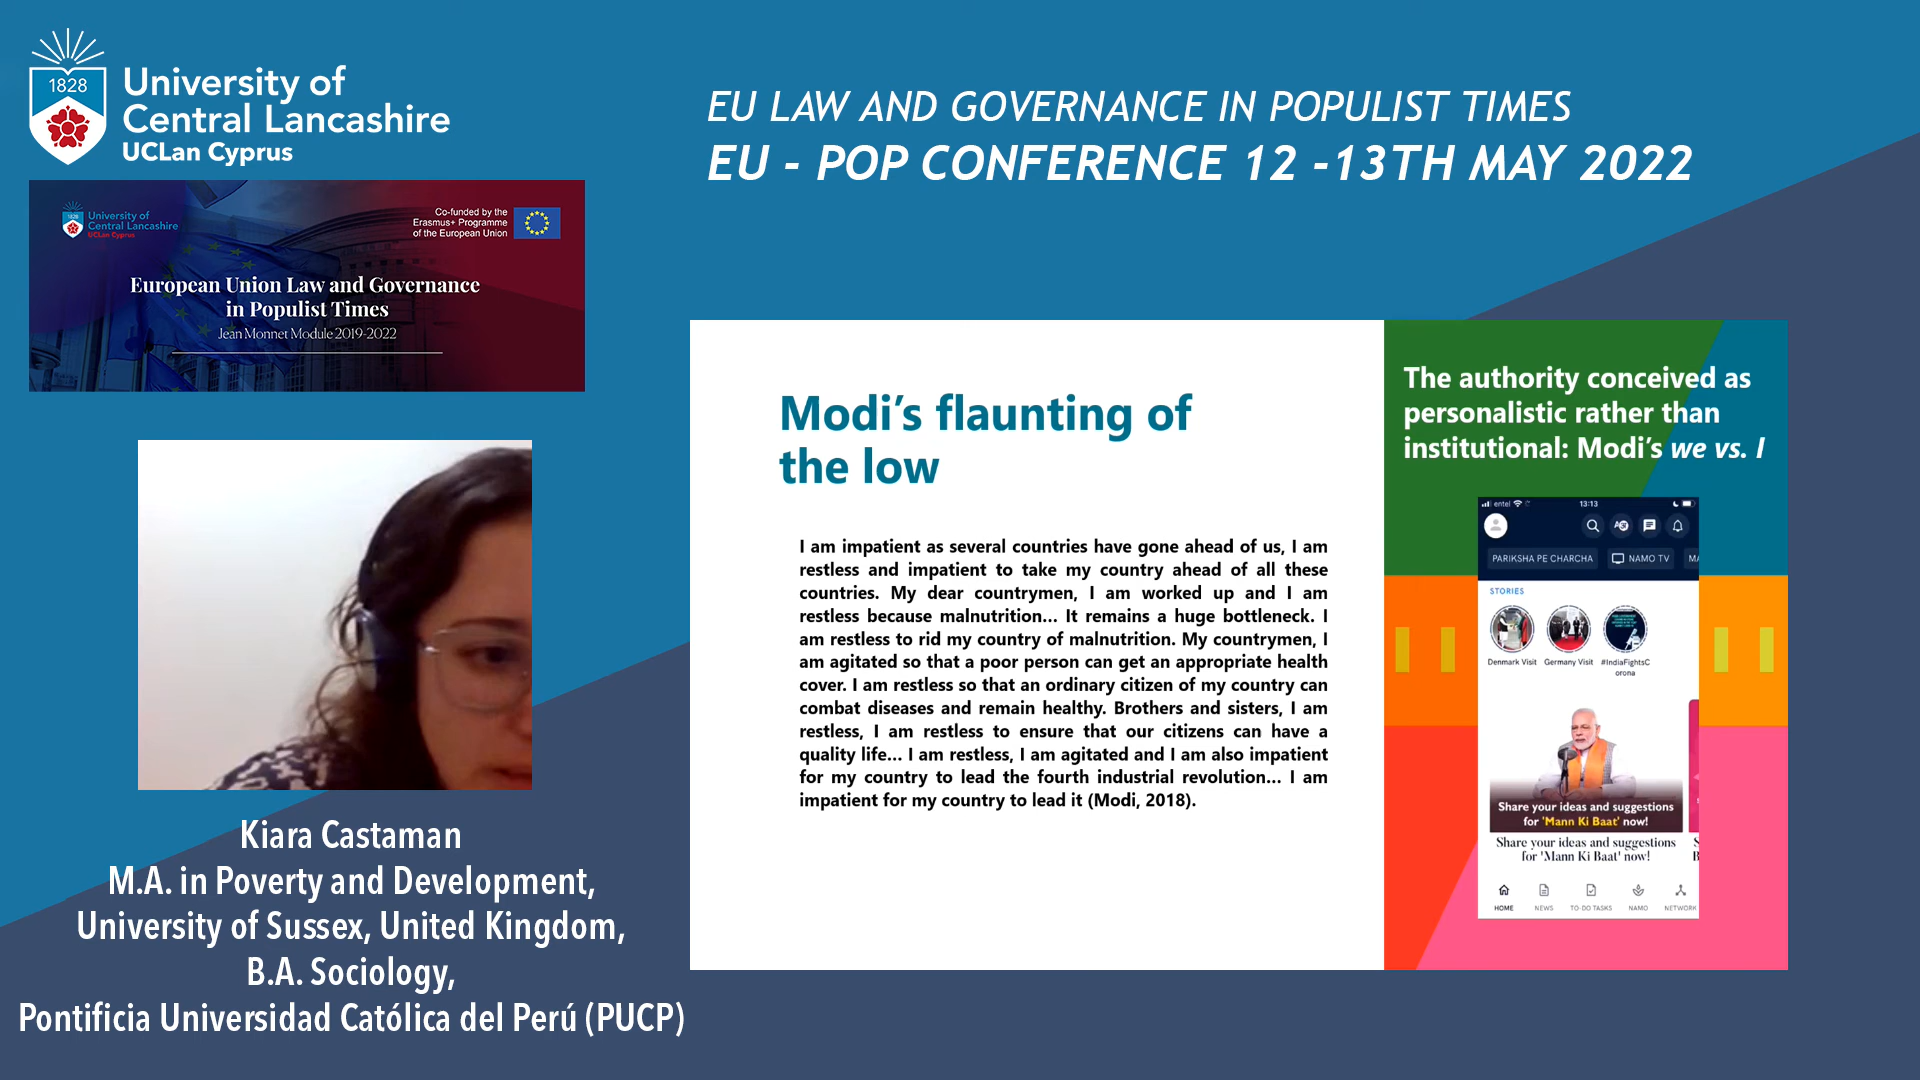 1828
University of
Central Lancashire
UCLan Cyprus
EU LAW AND GOVERNANCE IN POPULIST TIMES
EU - POP CONFERENCE 12 -13TH MAY 2022
1828
University of
Central Lancashire
UCLan Cyprus
Co-funded by the
Erasmus+ Programme
of the European Union
European Union Law and Governance
in Populist Times
Jean Monnet Module 2019-2022
Kiara Castaman
M.A. in Poverty and Development,
University of Sussex, United Kingdom,
B.A. Sociology,
Pontificia Universidad Católica del Perú (PUCP)
Modi's flaunting of
the low
I am impatient as several countries have gone ahead of us, I am
restless and impatient to take my country ahead of all these
countries. My dear countrymen, I am worked up and I am
restless because malnutrition... It remains a huge bottleneck. I
am restless to rid my country of malnutrition. My countrymen, I
am agitated so that a poor person can get an appropriate health
cover. I am restless so that an ordinary citizen of my country can
combat diseases and remain healthy. Brothers and sisters, I am
restless, I am restless to ensure that our citizens can have a
quality life... I am restless, I am agitated and I am also impatient
for my country to lead the fourth industrial revolution... I am
impatient for my country to lead it (Modi, 2018).
The authority conceived as
personalistic rather than
institutional: Modi's we vs. I
entel 13:13
PARIKSHA PE CHARCHA NAMO TV MA
STORIES
Denmark Visit Germany Visit #IndiaFightsC
orona
Share your ideas and suggestions
for 'Mann Ki Baat' now!
Share your ideas and suggestions
for 'Mann Ki Baat' now!
S
B
HOME NEWS TO-DO TASKS NAMO NETWORK